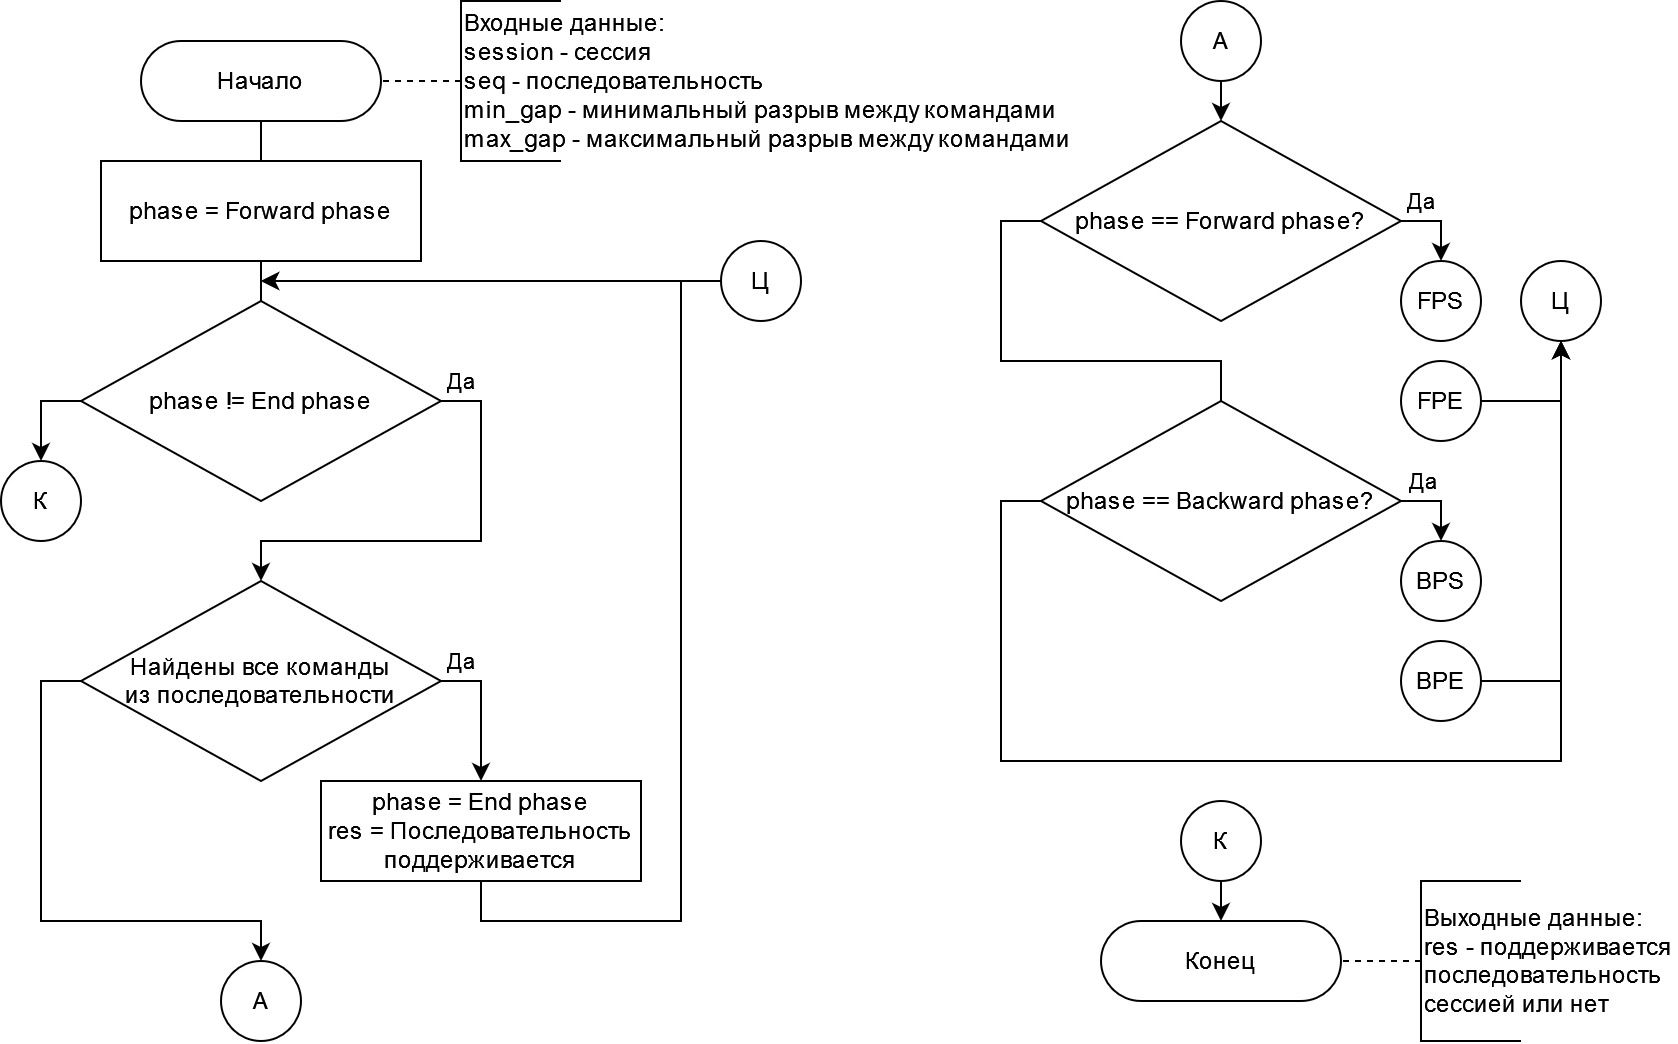 Начало
Входные данные:
session - сессия
seq - последовательность
min_gap - минимальный разрыв между командами
max_gap - максимальный разрыв между командами
phase = Forward phase
Ц
phase != End phase
Да
К
Найдены все команды
из последовательности
Да
phase = End phase
res = Последовательность
поддерживается
А
А
phase == Forward phase?
Да
FPS
Ц
FPE
phase == Backward phase?
Да
BPS
BPE
К
Конец
Выходные данные:
res - поддерживается
последовательность
сессией или нет